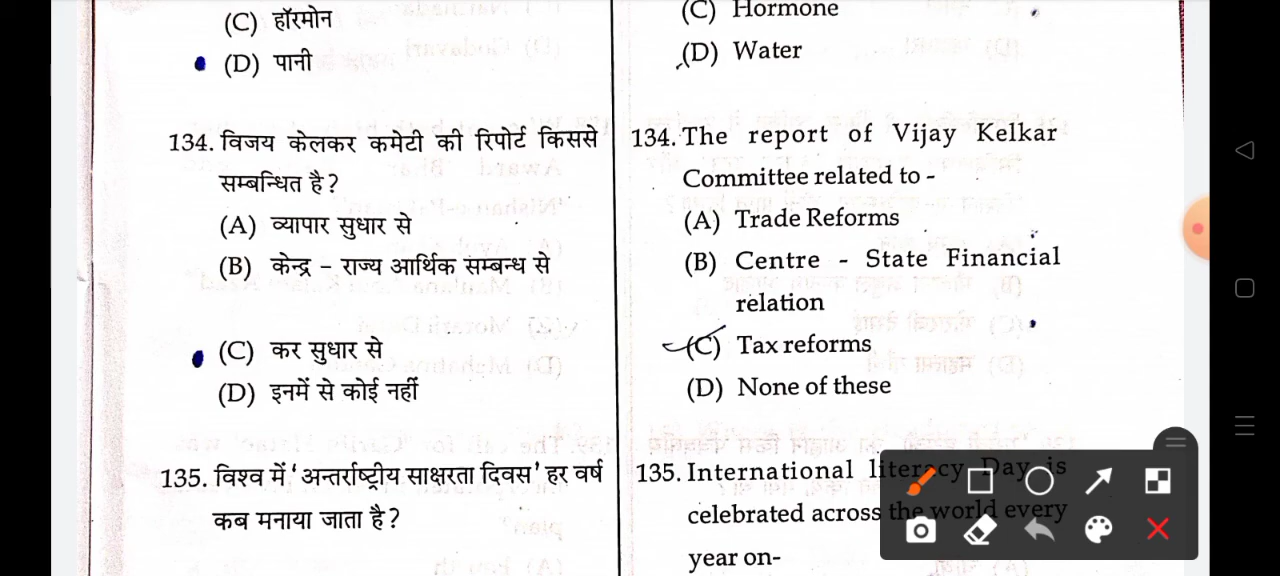 (C) हॉरमोन
(D) पानी
134. विजय केलकर कमेटी की रिपोर्ट किससे
सम्बन्धित है?
(A) व्यापार सुधार से
(B) केन्द्र - राज्य आर्थिक सम्बन्ध से
(C) कर सुधार से
(D) इनमें से कोई नहीं
135. विश्व में 'अन्तर्राष्ट्रीय साक्षरता दिवस' हर वर्ष
कब मनाया जाता है?
(C) Hormone
(D) Water
134. The report of Vijay Kelkar
Committee related to -
(A) Trade Reforms
(B) Centre - State Financial
relation
(C) Tax reforms
(D) None of these
135. International literacy Day is
celebrated across the world every
year on-